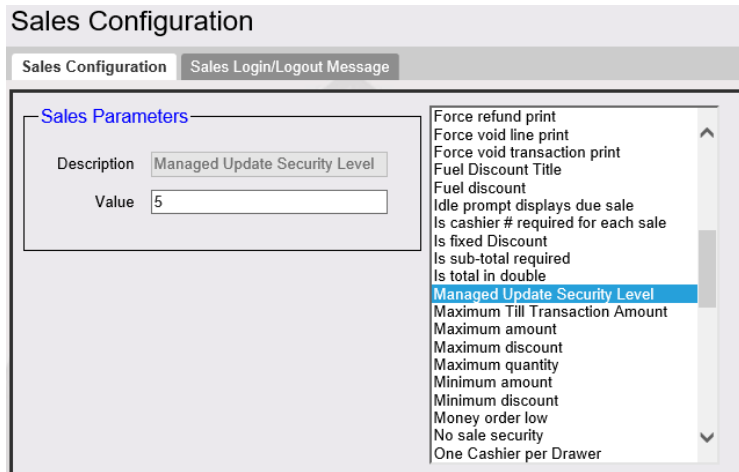 Sales Configuration
Sales Configuration
Sales Login/Logout Message
Sales Parameters
Description
Managed Update Security Level
Value
5
Force refund print
Force void line print
Force void transaction print
Fuel Discount Title
Fuel discount
Idle prompt displays due sale
Is cashier # required for each sale
Is fixed Discount
Is sub-total required
Is total in double
Managed Update Security Level
Maximum Till Transaction Amount
Maximum amount
Maximum discount
Maximum quantity
Minimum amount
Minimum discount
Money order low
No sale security
One Cashier per Drawer